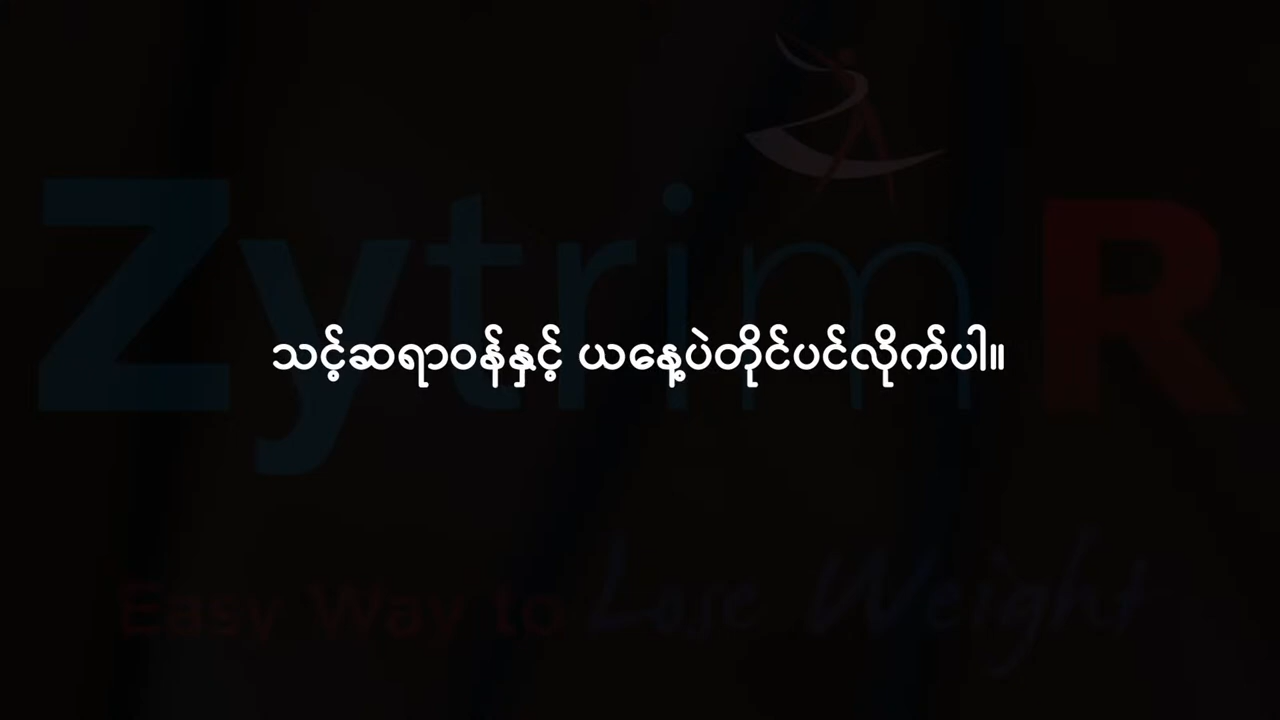 Zytrim R
သင့်ဆရာဝန်နှင့် ယနေ့ပဲတိုင်ပင်လိုက်ပါ။
Easy Way to Lose Weight